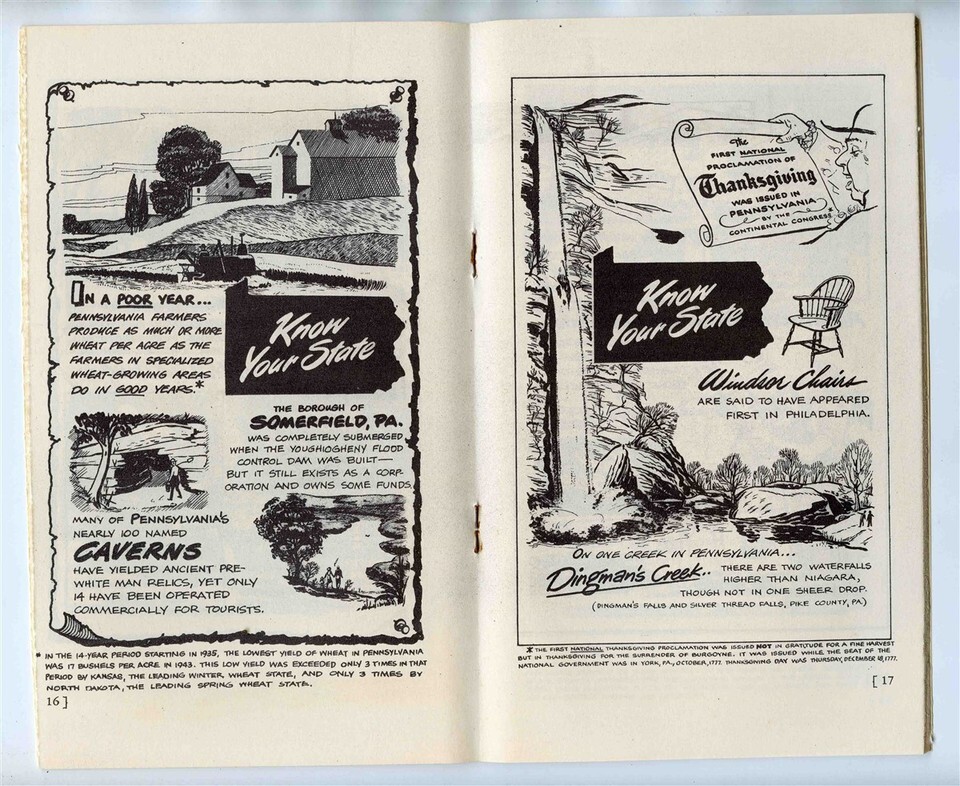 IN A POOR YEAR...
PENNSYLVANIA FARMERS
PRODUCE AS MUCH OR MORE
WHEAT PER ACRE AS THE
FARMERS IN SPECIALIZED
WHEAT-GROWING AREAS
DO IN GOOD YEARS.*
Know
Your State
THE BOROUGH OF
SOMERFIELD, PA.
WAS COMPLETELY SUBMERGED
WHEN THE YOUGHIOGHENY FLOOD
CONTROL DAM WAS BUILT—
BUT IT STILL EXISTS AS A CORP-
ORATION AND OWNS SOME FUNDS.
MANY OF PENNSYLVANIA'S
NEARLY 100 NAMED
CAVERNS
HAVE YIELDED ANCIENT PRE-
WHITE MAN RELICS, YET ONLY
14 HAVE BEEN OPERATED
COMMERCIALLY FOR TOURISTS.
* IN THE 14-YEAR PERIOD STARTING IN 1935, THE LOWEST YIELD OF WHEAT IN PENNSYLVANIA
WAS 17 BUSHELS PER ACRE IN 1943. THIS LOW YIELD WAS EXCEEDED ONLY 3 TIMES IN THAT
PERIOD BY KANSAS, THE LEADING WINTER WHEAT STATE, AND ONLY 3 TIMES BY
NORTH DAKOTA, THE LEADING SPRING WHEAT STATE.
16 ]
The
FIRST NATIONAL
PROCLAMATION OF
Thanksgiving
WAS ISSUED IN
PENNSYLVANIA
BY THE
CONTINENTAL CONGRESS*
Know
Your State
Windsor Chairs
ARE SAID TO HAVE APPEARED
FIRST IN PHILADELPHIA.
ON ONE CREEK IN PENNSYLVANIA...
Dingman's Creek.. THERE ARE TWO WATERFALLS
HIGHER THAN NIAGARA,
THOUGH NOT IN ONE SHEER DROP.
(DINGMAN'S FALLS AND SILVER THREAD FALLS, PIKE COUNTY, PA.)
* THE FIRST NATIONAL THANKSGIVING PROCLAMATION WAS ISSUED NOT IN GRATITUDE FOR A FINE HARVEST
BUT IN THANKSGIVING FOR THE SURRENDER OF BURGOYNE. IT WAS ISSUED WHILE THE SEAT OF THE
NATIONAL GOVERNMENT WAS IN YORK, PA., OCTOBER, 1777. THANKSGIVING DAY WAS THURSDAY, DECEMBER 18, 1777.
[ 17